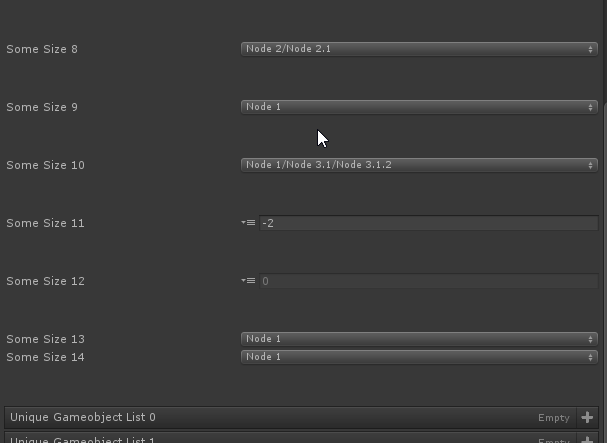 Some Size 8 Node 2/Node 2.1
Some Size 9 Node 1
Some Size 10 Node 1/Node 3.1/Node 3.1.2
Some Size 11 -2
Some Size 12 0
Some Size 13 Node 1
Some Size 14 Node 1
Unique Gameobject List 0 Empty
Unique Gameobject List 1 Empty